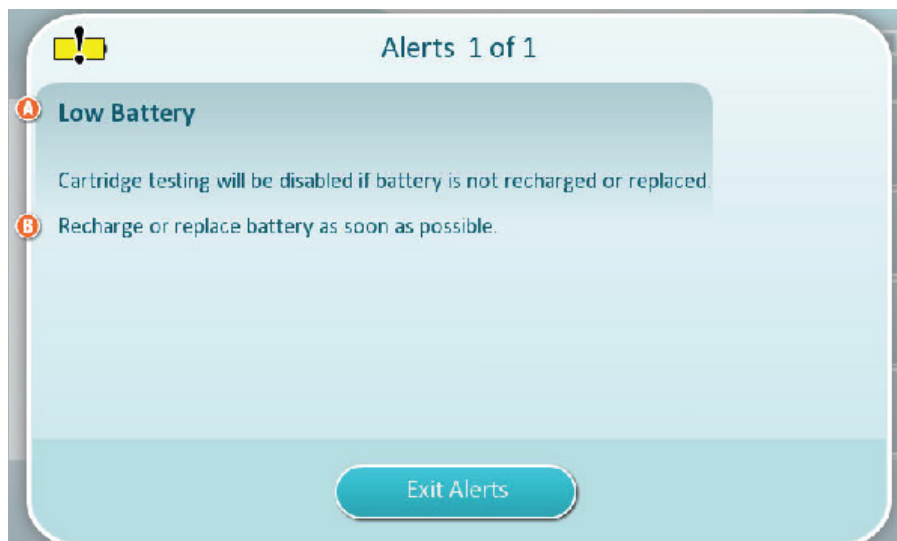 Alerts 1 of 1
A Low Battery
Cartridge testing will be disabled if battery is not recharged or replaced.
B Recharge or replace battery as soon as possible.
Exit Alerts